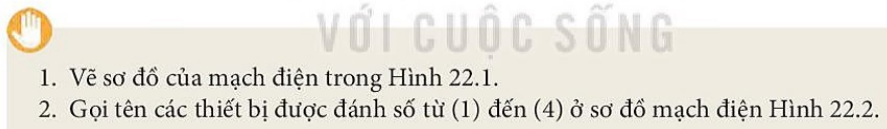 VỚI CUỘC SỐNG
1. Vẽ sơ đồ của mạch điện trong Hình 22.1.
2. Gọi tên các thiết bị được đánh số từ (1) đến (4) ở sơ đồ mạch điện Hình 22.2.